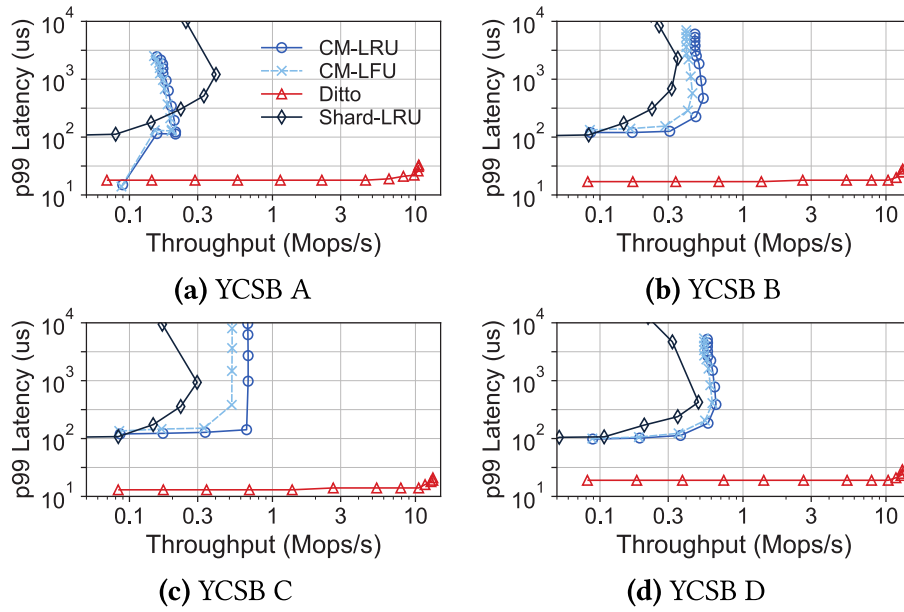 p99 Latency (us)
10^4
10^3
10^2
10^1
CM-LRU
CM-LFU
Ditto
Shard-LRU
0.1 0.3 1 3 10
Throughput (Mops/s)
(a) YCSB A
p99 Latency (us)
10^4
10^3
10^2
10^1
0.1 0.3 1 3 10
Throughput (Mops/s)
(b) YCSB B
p99 Latency (us)
10^4
10^3
10^2
10^1
0.1 0.3 1 3 10
Throughput (Mops/s)
(c) YCSB C
p99 Latency (us)
10^4
10^3
10^2
10^1
0.1 0.3 1 3 10
Throughput (Mops/s)
(d) YCSB D